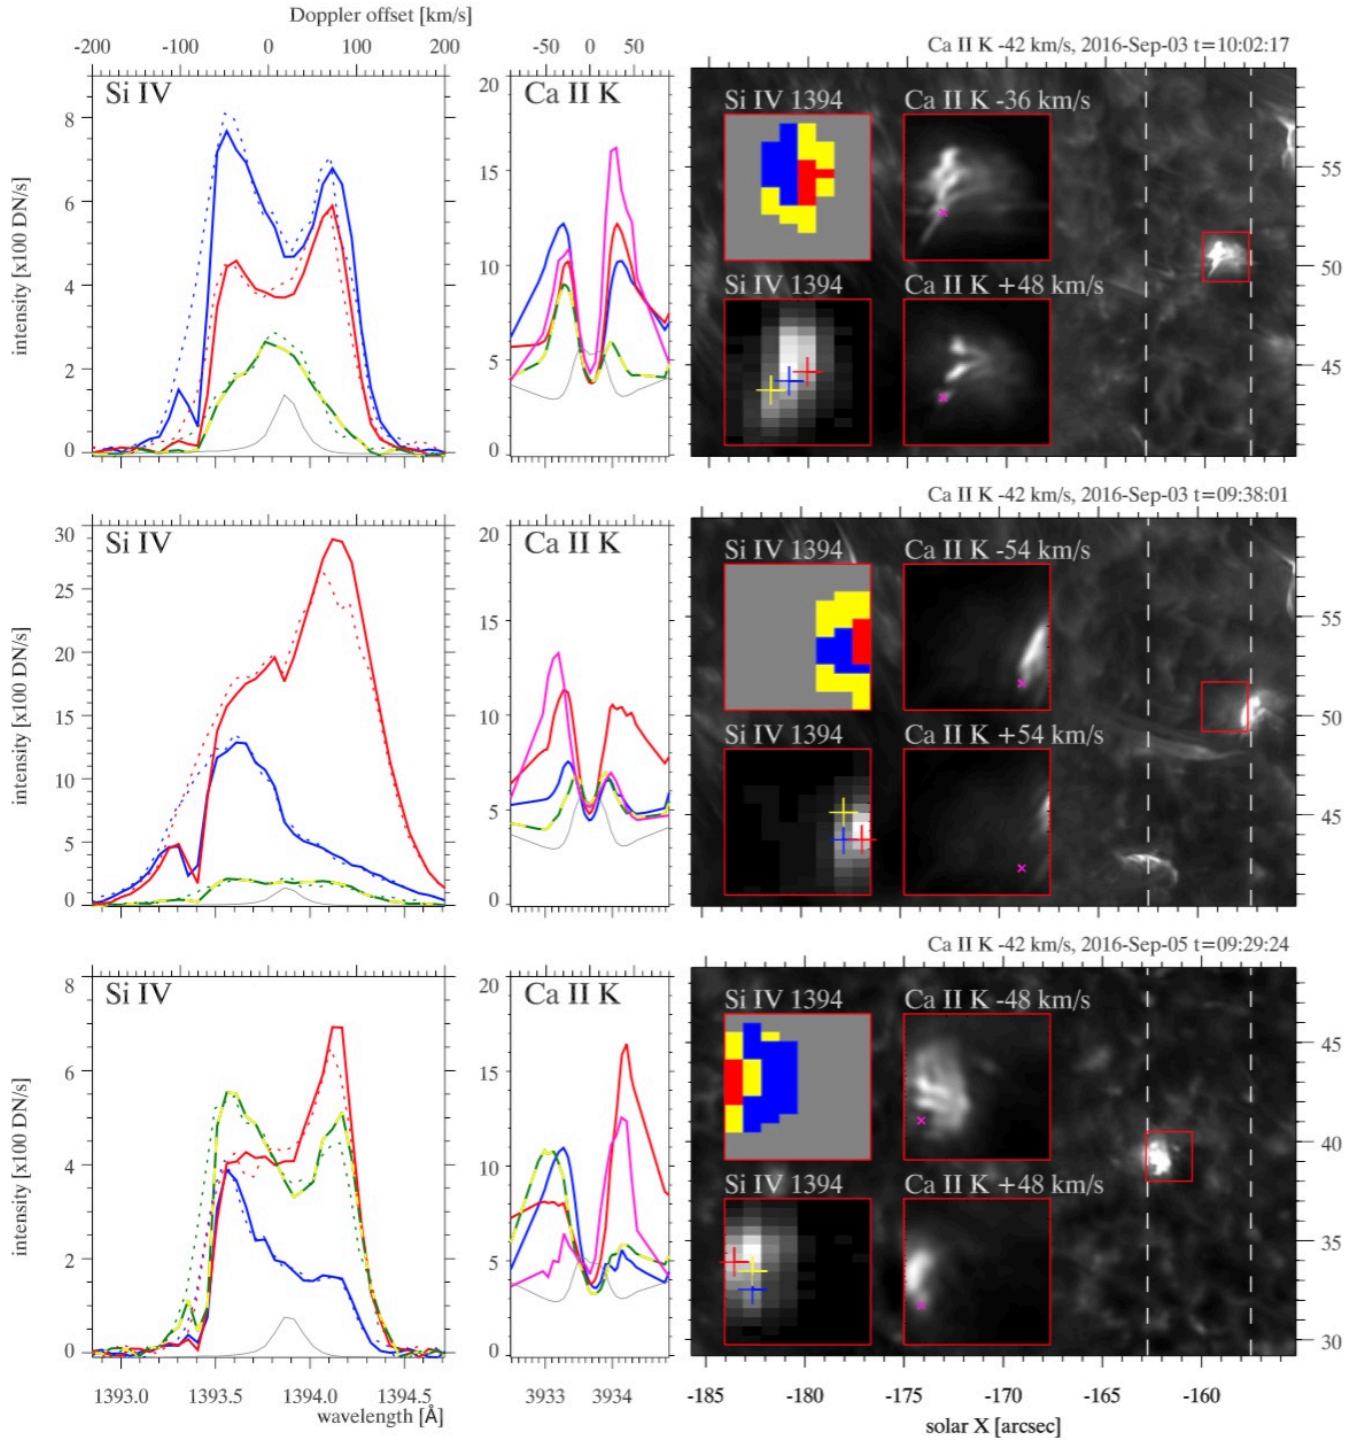 Doppler offset [km/s]
-200 -100 0 100 200
-50 0 50
Ca II K -42 km/s, 2016-Sep-03 t=10:02:17
Si IV
Ca II K
Si IV 1394
Ca II K -36 km/s
Si IV 1394
Ca II K +48 km/s
intensity [x100 DN/s]
8
6
4
2
0
20
15
10
5
0
55
50
45
Ca II K -42 km/s, 2016-Sep-03 t=09:38:01
Si IV
Ca II K
Si IV 1394
Ca II K -54 km/s
Si IV 1394
Ca II K +54 km/s
intensity [x100 DN/s]
30
25
20
15
10
5
0
20
15
10
5
0
55
50
45
Ca II K -42 km/s, 2016-Sep-05 t=09:29:24
Si IV
Ca II K
Si IV 1394
Ca II K -48 km/s
Si IV 1394
Ca II K +48 km/s
intensity [x100 DN/s]
8
6
4
2
0
20
15
10
5
0
45
40
35
30
1393.0 1393.5 1394.0 1394.5
wavelength [Å]
3933 3934
-185 -180 -175 -170 -165 -160
solar X [arcsec]